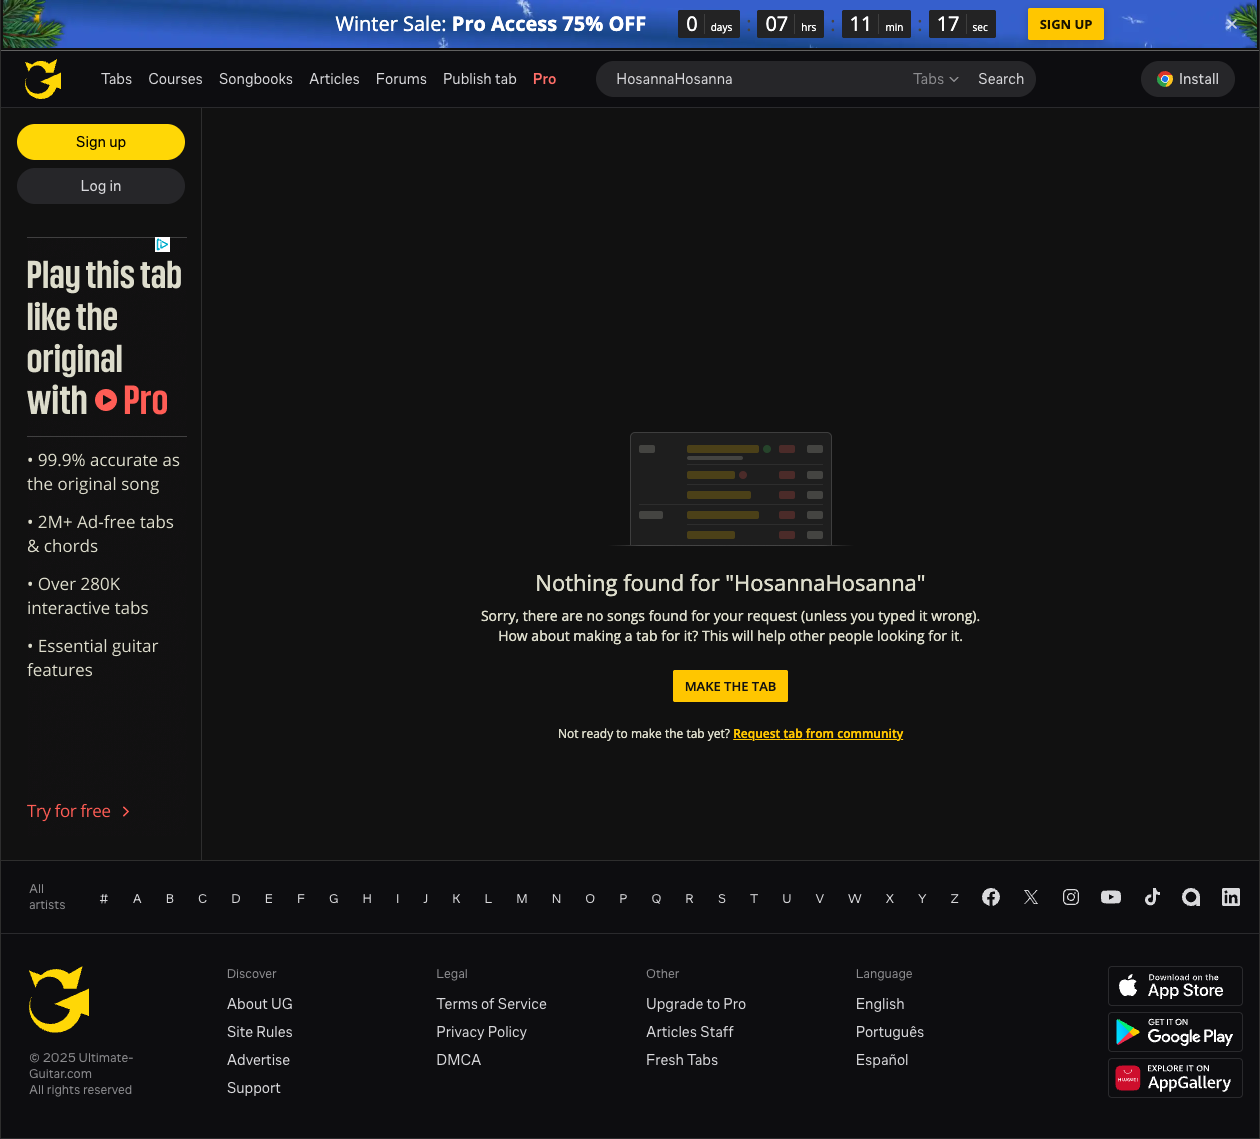 Winter Sale: Pro Access 75% OFF 0 days : 07 hrs : 11 min : 17 sec SIGN UP
Tabs Courses Songbooks Articles Forums Publish tab Pro HosannaHosanna Tabs Search Install
Sign up
Log in
Play this tab
like the
original
with Pro
• 99.9% accurate as
the original song
• 2M+ Ad-free tabs
& chords
• Over 280K
interactive tabs
• Essential guitar
features
Try for free
Nothing found for "HosannaHosanna"
Sorry, there are no songs found for your request (unless you typed it wrong).
How about making a tab for it? This will help other people looking for it.
MAKE THE TAB
Not ready to make the tab yet? Request tab from community
All
artists
# A B C D E F G H I J K L M N O P Q R S T U V W X Y Z
© 2025 Ultimate-
Guitar.com
All rights reserved
Discover
About UG
Site Rules
Advertise
Support
Legal
Terms of Service
Privacy Policy
DMCA
Other
Upgrade to Pro
Articles Staff
Fresh Tabs
Language
English
Português
Español
Download on the
App Store
GET IT ON
Google Play
HUAWEI
EXPLORE IT ON
AppGallery